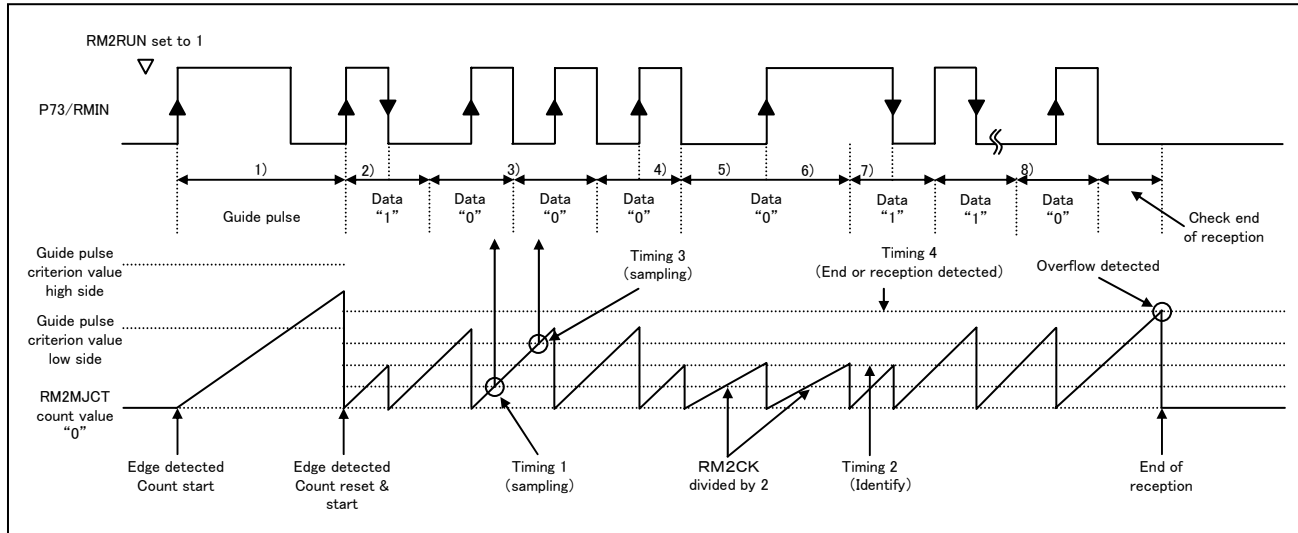 RM2RUN set to 1
P73/RMIN
1)
2)
3)
4)
5)
6)
7)
8)
Guide pulse
Data
“1”
Data
“0”
Data
“0”
Data
“0”
Data
“0”
Data
“1”
Data
“1”
Data
“0”
Check end
of reception
Guide pulse
criterion value
high side
Timing 3
(sampling)
Timing 4
(End or reception detected)
Overflow detected
Guide pulse
criterion value
low side
RM2MJCT
count value
“0”
Edge detected
Count start
Edge detected
Count reset &
start
Timing 1
(sampling)
RM2CK
divided by 2
Timing 2
(Identify)
End of
reception